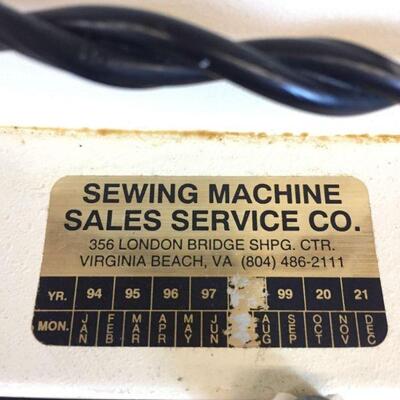 SEWING MACHINE
SALES SERVICE CO.
356 LONDON BRIDGE SHPG. CTR.
VIRGINIA BEACH, VA (804) 486-2111
YR. 94 95 96 97 99 20 21
MON. JAN FEB MAR APR MAY JUN AUG SEPT OCT NOV DEC